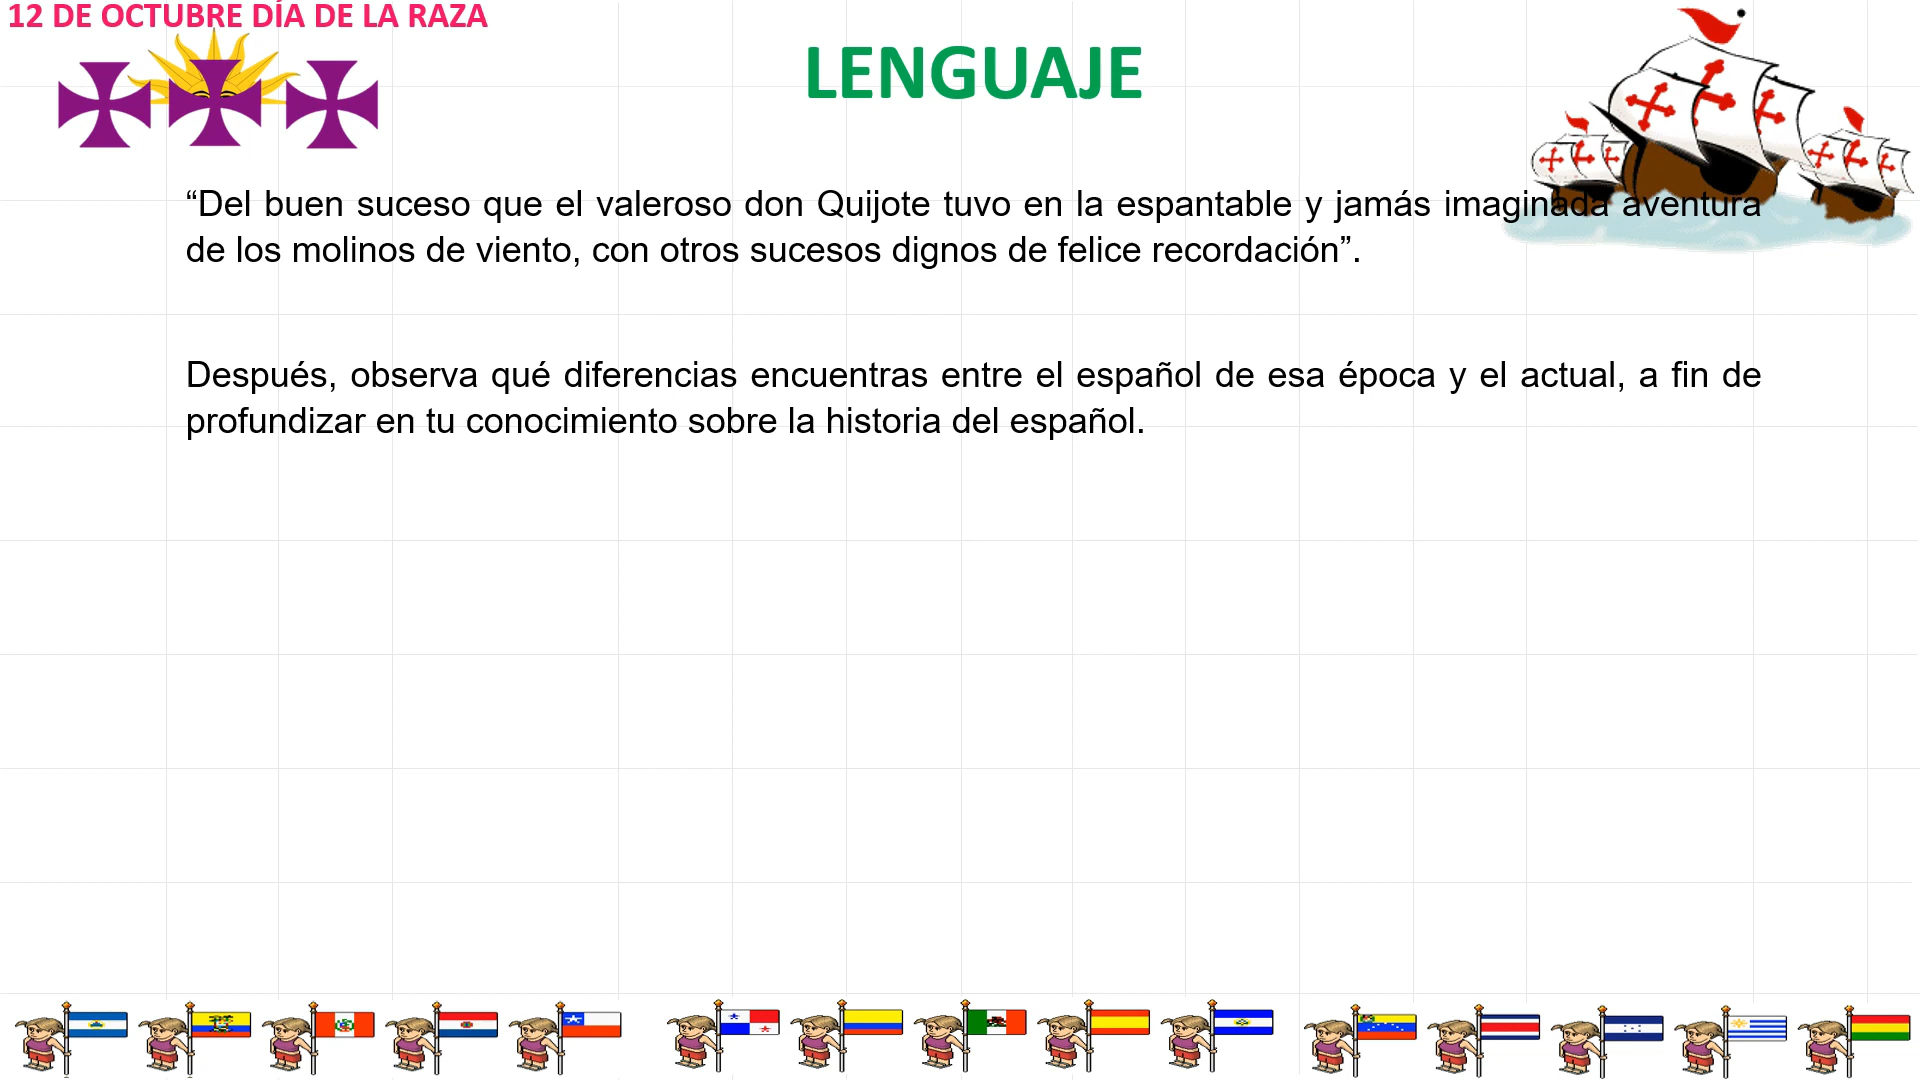 12 DE OCTUBRE DÍA DE LA RAZA
LENGUAJE
“Del buen suceso que el valeroso don Quijote tuvo en la espantable y jamás imaginada aventura
de los molinos de viento, con otros sucesos dignos de felice recordación”.
Después, observa qué diferencias encuentras entre el español de esa época y el actual, a fin de
profundizar en tu conocimiento sobre la historia del español.